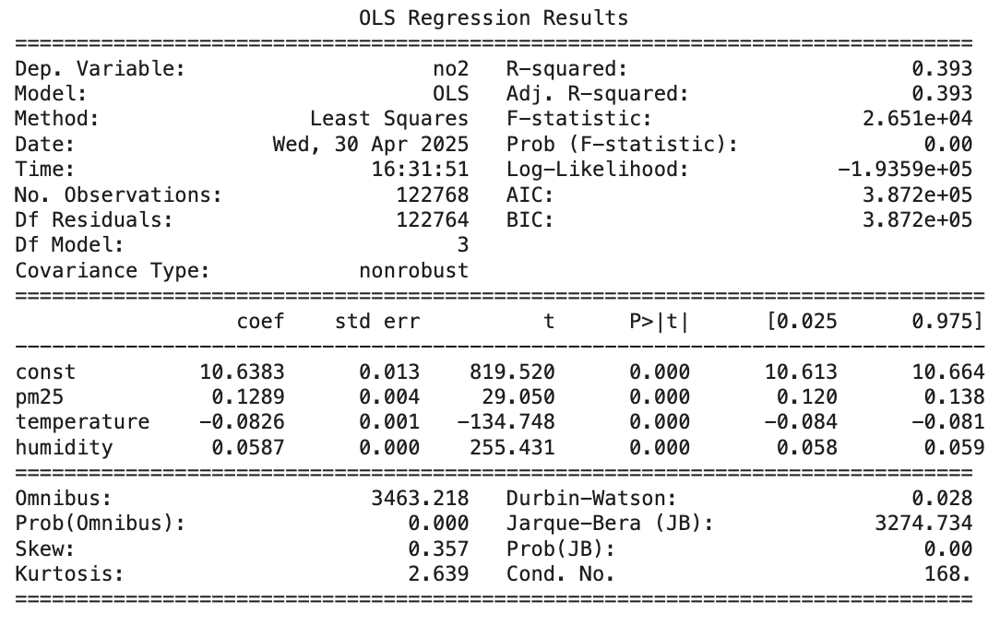 OLS Regression Results
==============================================================================
Dep. Variable:                    no2   R-squared:                       0.393
Model:                            OLS   Adj. R-squared:                  0.393
Method:                 Least Squares   F-statistic:                 2.651e+04
Date:                Wed, 30 Apr 2025   Prob (F-statistic):               0.00
Time:                        16:31:51   Log-Likelihood:            -1.9359e+05
No. Observations:              122768   AIC:                         3.872e+05
Df Residuals:                  122764   BIC:                         3.872e+05
Df Model:                           3
Covariance Type:            nonrobust
===============================================================================
                  coef    std err          t      P>|t|      [0.025      0.975]
-------------------------------------------------------------------------------
const          10.6383      0.013    819.520      0.000      10.613      10.664
pm25            0.1289      0.004     29.050      0.000       0.120       0.138
temperature    -0.0826      0.001   -134.748      0.000      -0.084      -0.081
humidity        0.0587      0.000    255.431      0.000       0.058       0.059
==============================================================================
Omnibus:                     3463.218   Durbin-Watson:                   0.028
Prob(Omnibus):                  0.000   Jarque-Bera (JB):             3274.734
Skew:                           0.357   Prob(JB):                         0.00
Kurtosis:                       2.639   Cond. No.                         168.
==============================================================================